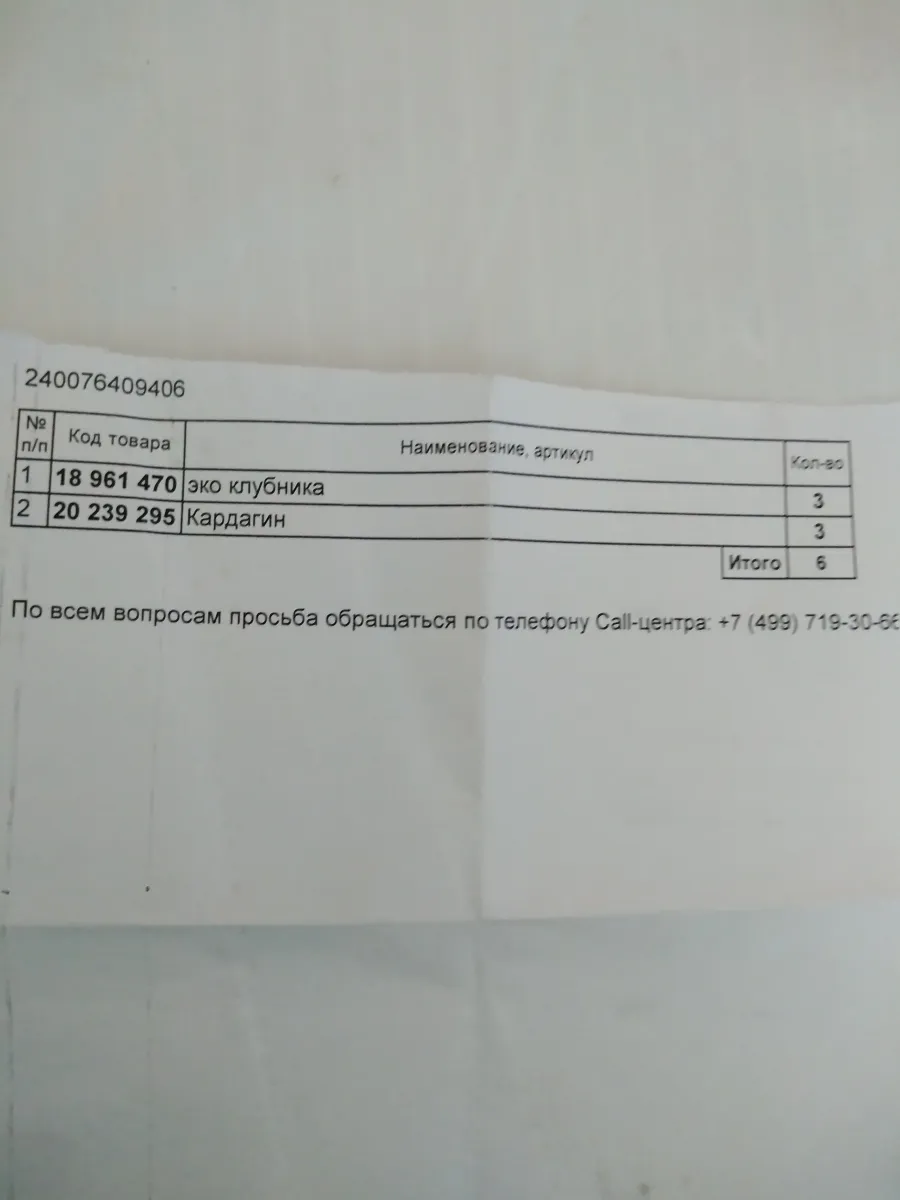 240076409406
№ п/п Код товара Наименование, артикул Кол-во
1 18 961 470 эко клубника 3
2 20 239 295 Кардагин 3
Итого 6
По всем вопросам просьба обращаться по телефону Call-центра: +7 (499) 719-30-66